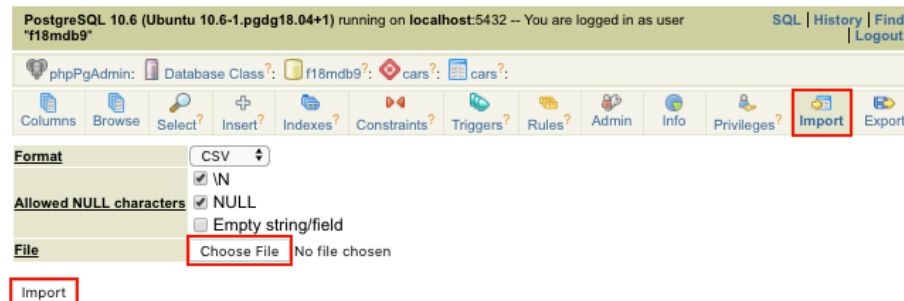 PostgreSQL 10.6 (Ubuntu 10.6-1.pgdg18.04+1) running on localhost:5432 -- You are logged in as user "f18mdb9"
SQL | History | Find | Logout
phpPgAdmin: Database Class?: f18mdb9?: cars?: cars?:
Columns Browse Select? Insert? Indexes? Constraints? Triggers? Rules? Admin Info Privileges? Import Export
Format CSV
\N
Allowed NULL characters NULL
Empty string/field
File Choose File No file chosen
Import